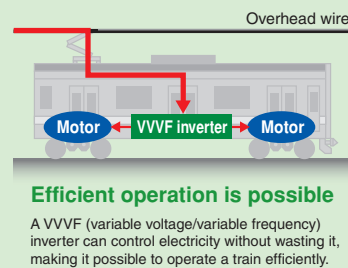 Overhead wire
Motor VVVF inverter Motor
Efficient operation is possible
A VVVF (variable voltage/variable frequency)
inverter can control electricity without wasting it,
making it possible to operate a train efficiently.